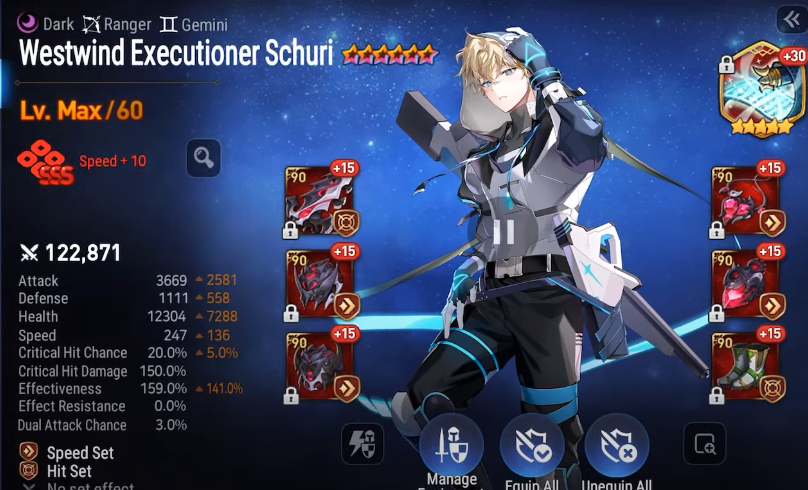 Dark Ranger Gemini
Westwind Executioner Schuri
Lv. Max/60
SSS Speed + 10
122,871
Attack 3669 2581
Defense 1111 558
Health 12304 7288
Speed 247 136
Critical Hit Chance 20.0% 5.0%
Critical Hit Damage 150.0%
Effectiveness 159.0% 141.0%
Effect Resistance 0.0%
Dual Attack Chance 3.0%
Speed Set
Hit Set
No set effect
90 +15
90 +15
90 +15
+30
90 +15
90 +15
90 +15
Manage
Equip All
Unequip All